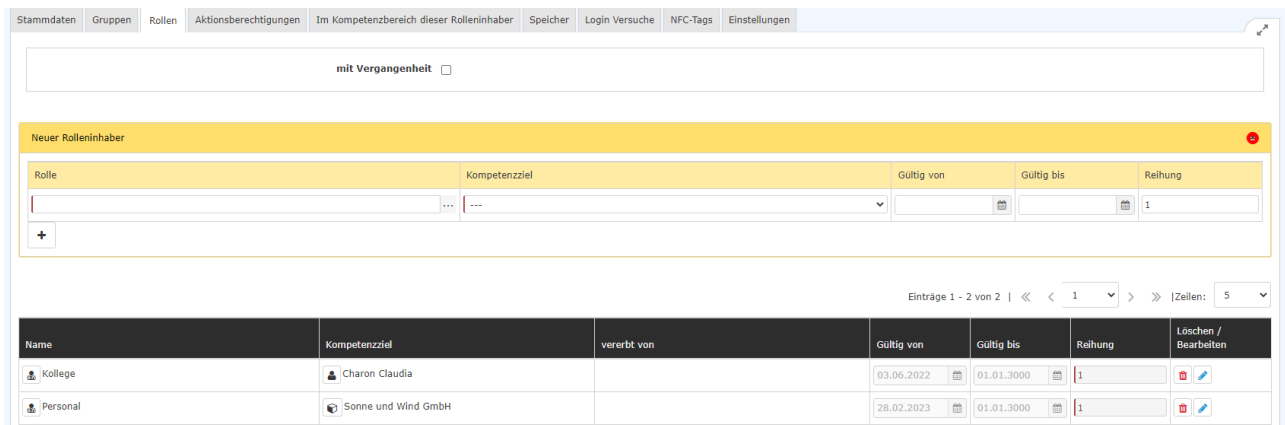 Stammdaten Gruppen Rollen Aktionsberechtigungen Im Kompetenzbereich dieser Rolleninhaber Speicher Login Versuche NFC-Tags Einstellungen
mit Vergangenheit
Neuer Rolleninhaber
Rolle Kompetenzziel Gültig von Gültig bis Reihung
... --- 1
+
Einträge 1 - 2 von 2 | « < 1 > » |Zeilen: 5
Name Kompetenzziel vererbt von Gültig von Gültig bis Reihung Löschen /
Bearbeiten
Kollege Charon Claudia 03.06.2022 01.01.3000 1
Personal Sonne und Wind GmbH 28.02.2023 01.01.3000 1